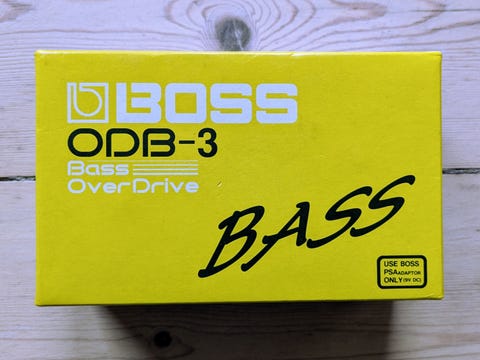 BOSS
ODB-3
Bass
OverDrive
BASS
USE BOSS
PSA ADAPTOR
ONLY (9V DC)